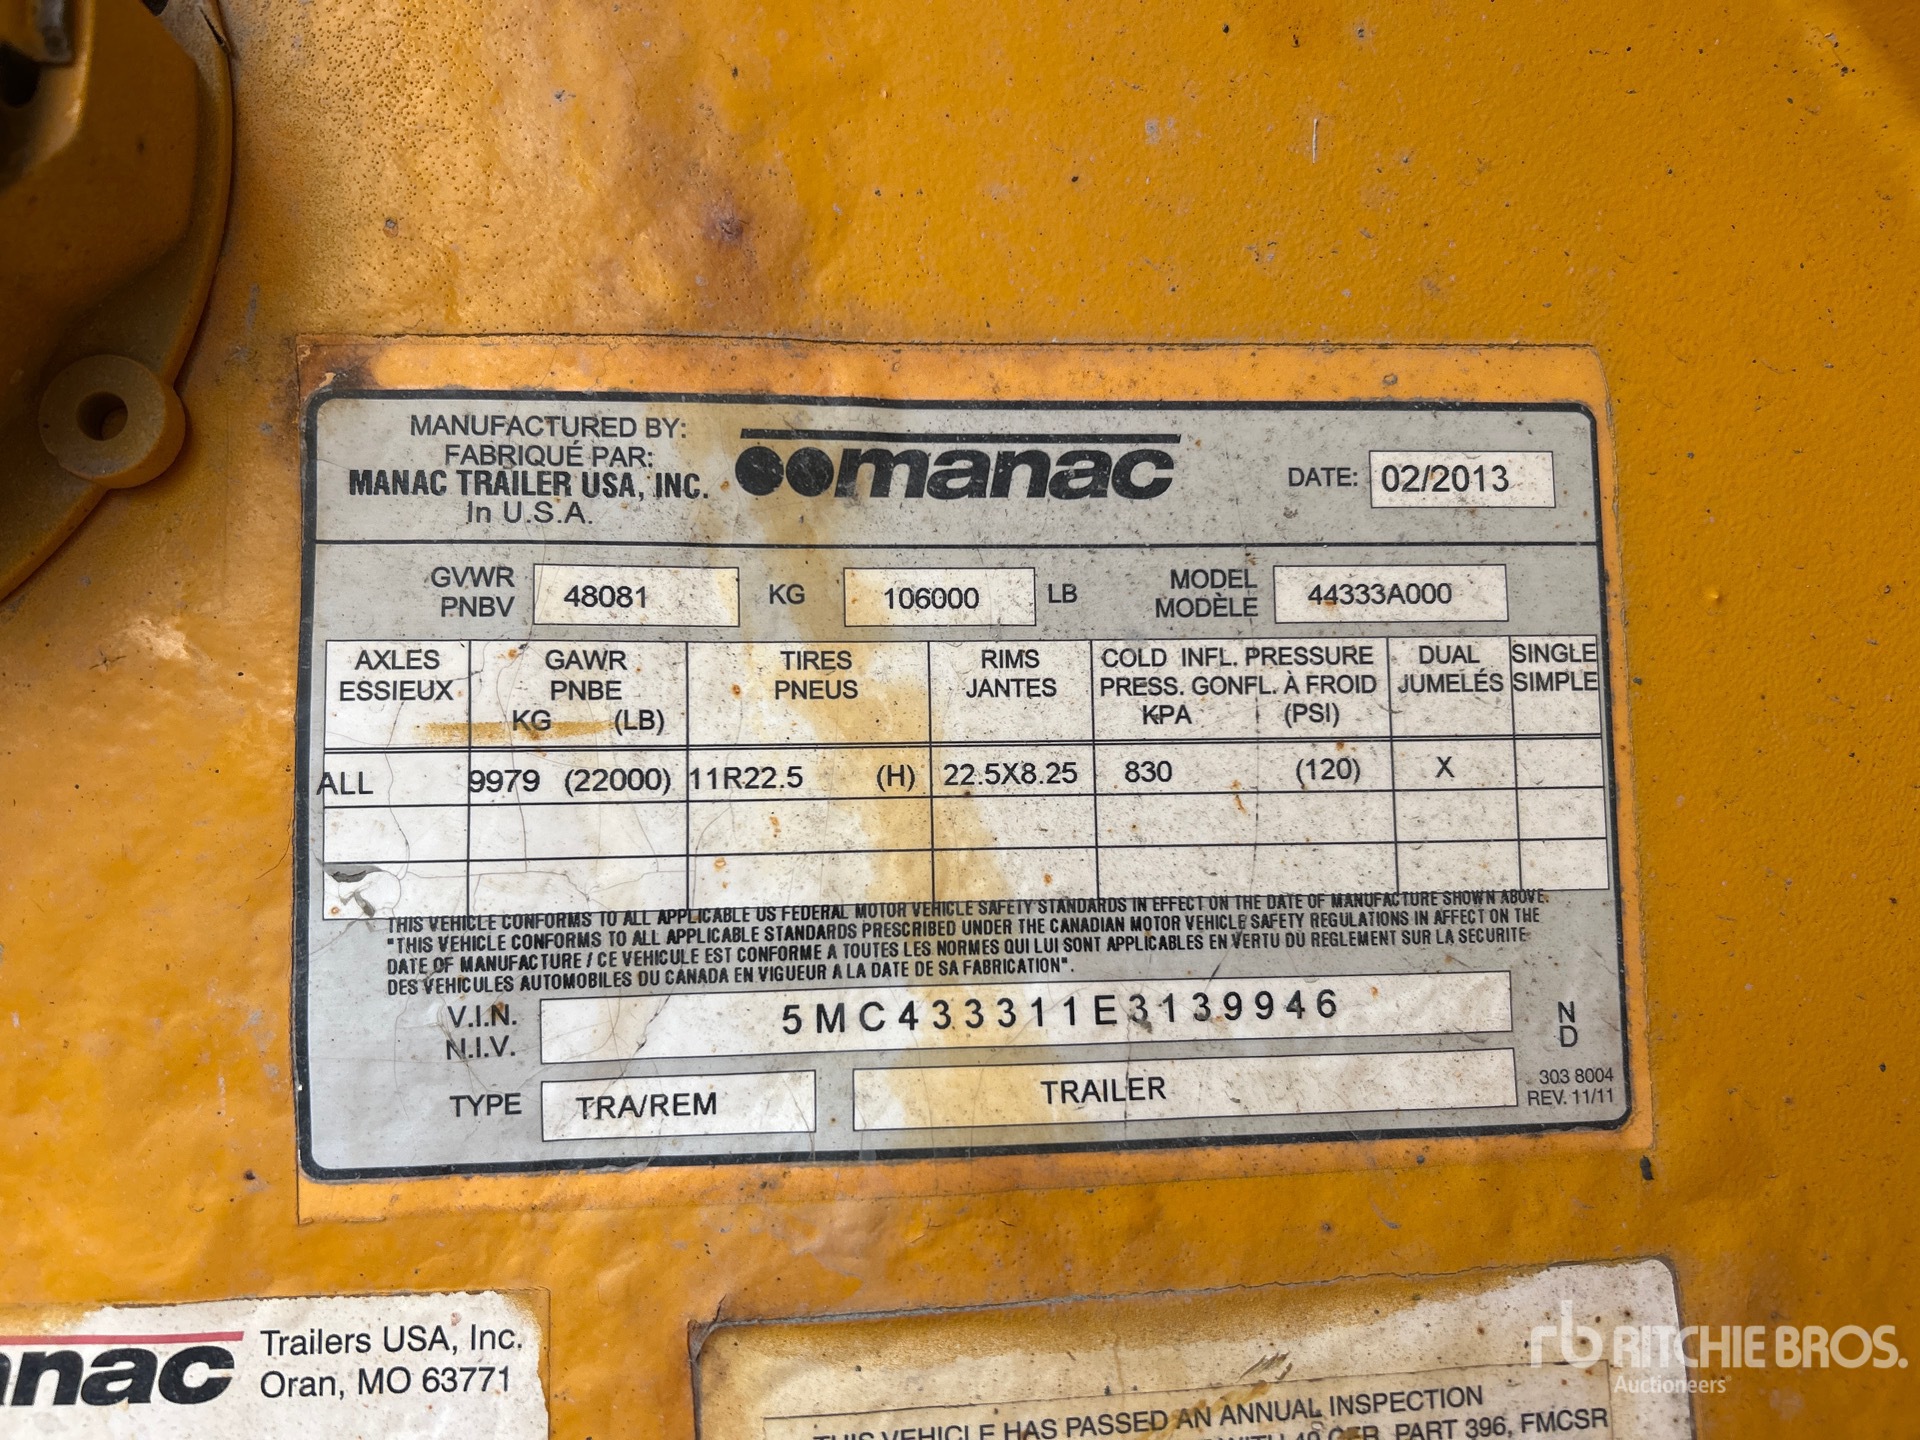 MANUFACTURED BY:
FABRIQUÉ PAR:
MANAC TRAILER USA, INC.
In U.S.A.
manac
DATE: 02/2013
GVWR
PNBV
48081 KG 106000 LB
MODEL
MODÈLE
44333A000
AXLES
ESSIEUX
GAWR
PNBE
KG (LB)
TIRES
PNEUS
RIMS
JANTES
COLD INFL. PRESSURE
PRESS. GONFL. À FROID
KPA (PSI)
DUAL
JUMELÉS
SINGLE
SIMPLE
ALL 9979 (22000) 11R22.5 (H) 22.5X8.25 830 (120) X
THIS VEHICLE CONFORMS TO ALL APPLICABLE US FEDERAL MOTOR VEHICLE SAFETY STANDARDS IN EFFECT ON THE DATE OF MANUFACTURE SHOWN ABOVE.
"THIS VEHICLE CONFORMS TO ALL APPLICABLE STANDARDS PRESCRIBED UNDER THE CANADIAN MOTOR VEHICLE SAFETY REGULATIONS IN AFFECT ON THE
DATE OF MANUFACTURE / CE VEHICULE EST CONFORME A TOUTES LES NORMES QUI LUI SONT APPLICABLES EN VERTU DU REGLEMENT SUR LA SECURITE
DES VEHICULES AUTOMOBILES DU CANADA EN VIGUEUR A LA DATE DE SA FABRICATION".
V.I.N.
N.I.V.
5MC433311E3139946
N
D
TYPE TRA/REM TRAILER
303 8004
REV. 11/11
nac
Trailers USA, Inc.
Oran, MO 63771
THIS VEHICLE HAS PASSED AN ANNUAL INSPECTION
WITH 49 CFR, PART 396, FMCSR
rb RITCHIE BROS.
Auctioneers